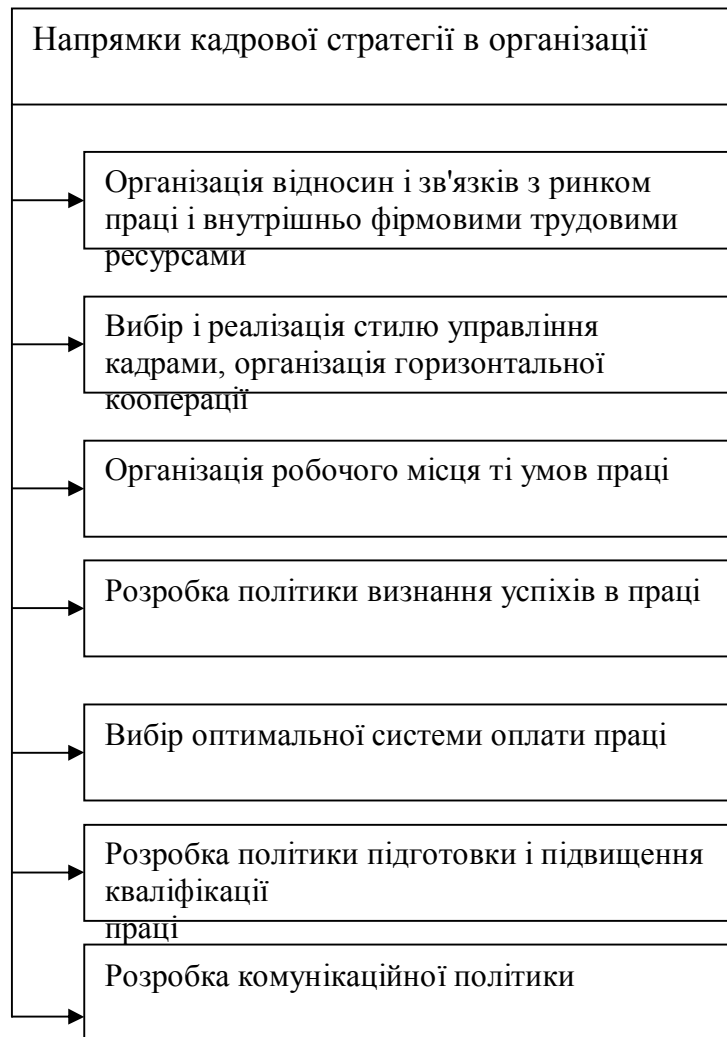 Напрямки кадрової стратегії в організації
Організація відносин і зв'язків з ринком
праці і внутрішньо фірмовими трудовими
ресурсами
Вибір і реалізація стилю управління
кадрами, організація горизонтальної
кооперації
Організація робочого місця ті умов праці
Розробка політики визнання успіхів в праці
Вибір оптимальної системи оплати праці
Розробка політики підготовки і підвищення
кваліфікації
праці
Розробка комунікаційної політики